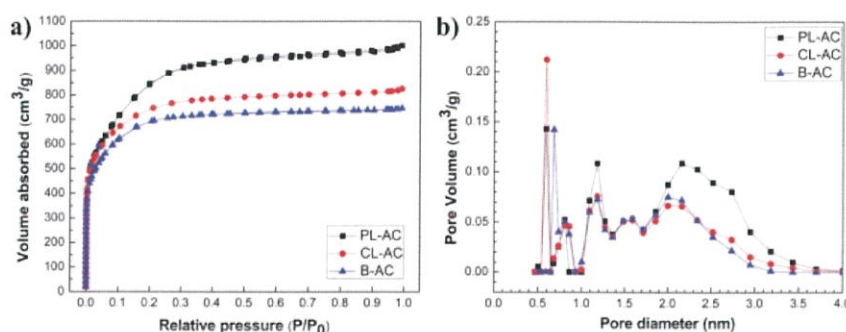 a)
Volume absorbed (cm³/g)
1100
1000
900
800
700
600
500
400
300
200
100
0
0.0 0.1 0.2 0.3 0.4 0.5 0.6 0.7 0.8 0.9 1.0
Relative pressure (P/P₀)
PL-AC
CL-AC
B-AC
b)
Pore Volume (cm³/g)
0.25
0.20
0.15
0.10
0.05
0.00
0.0 0.5 1.0 1.5 2.0 2.5 3.0 3.5 4.0
Pore diameter (nm)
PL-AC
CL-AC
B-AC